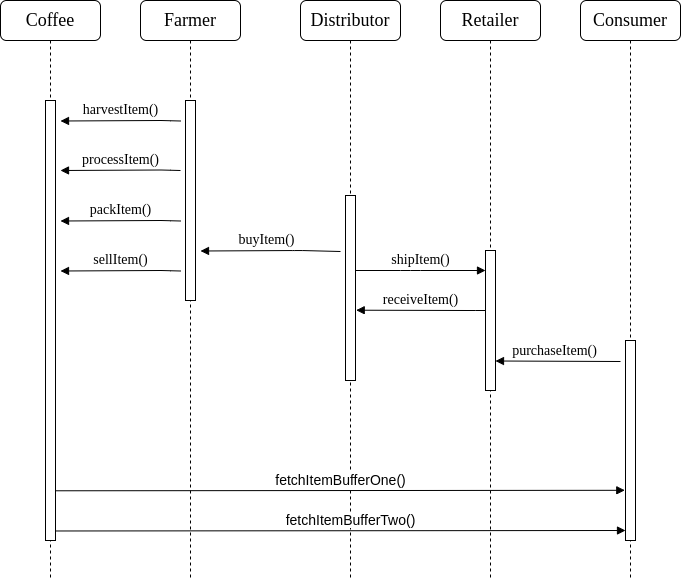 Coffee
Farmer
Distributor
Retailer
Consumer
harvestItem()
processItem()
packItem()
buyItem()
sellItem()
shipItem()
receiveItem()
purchaseItem()
fetchItemBufferOne()
fetchItemBufferTwo()